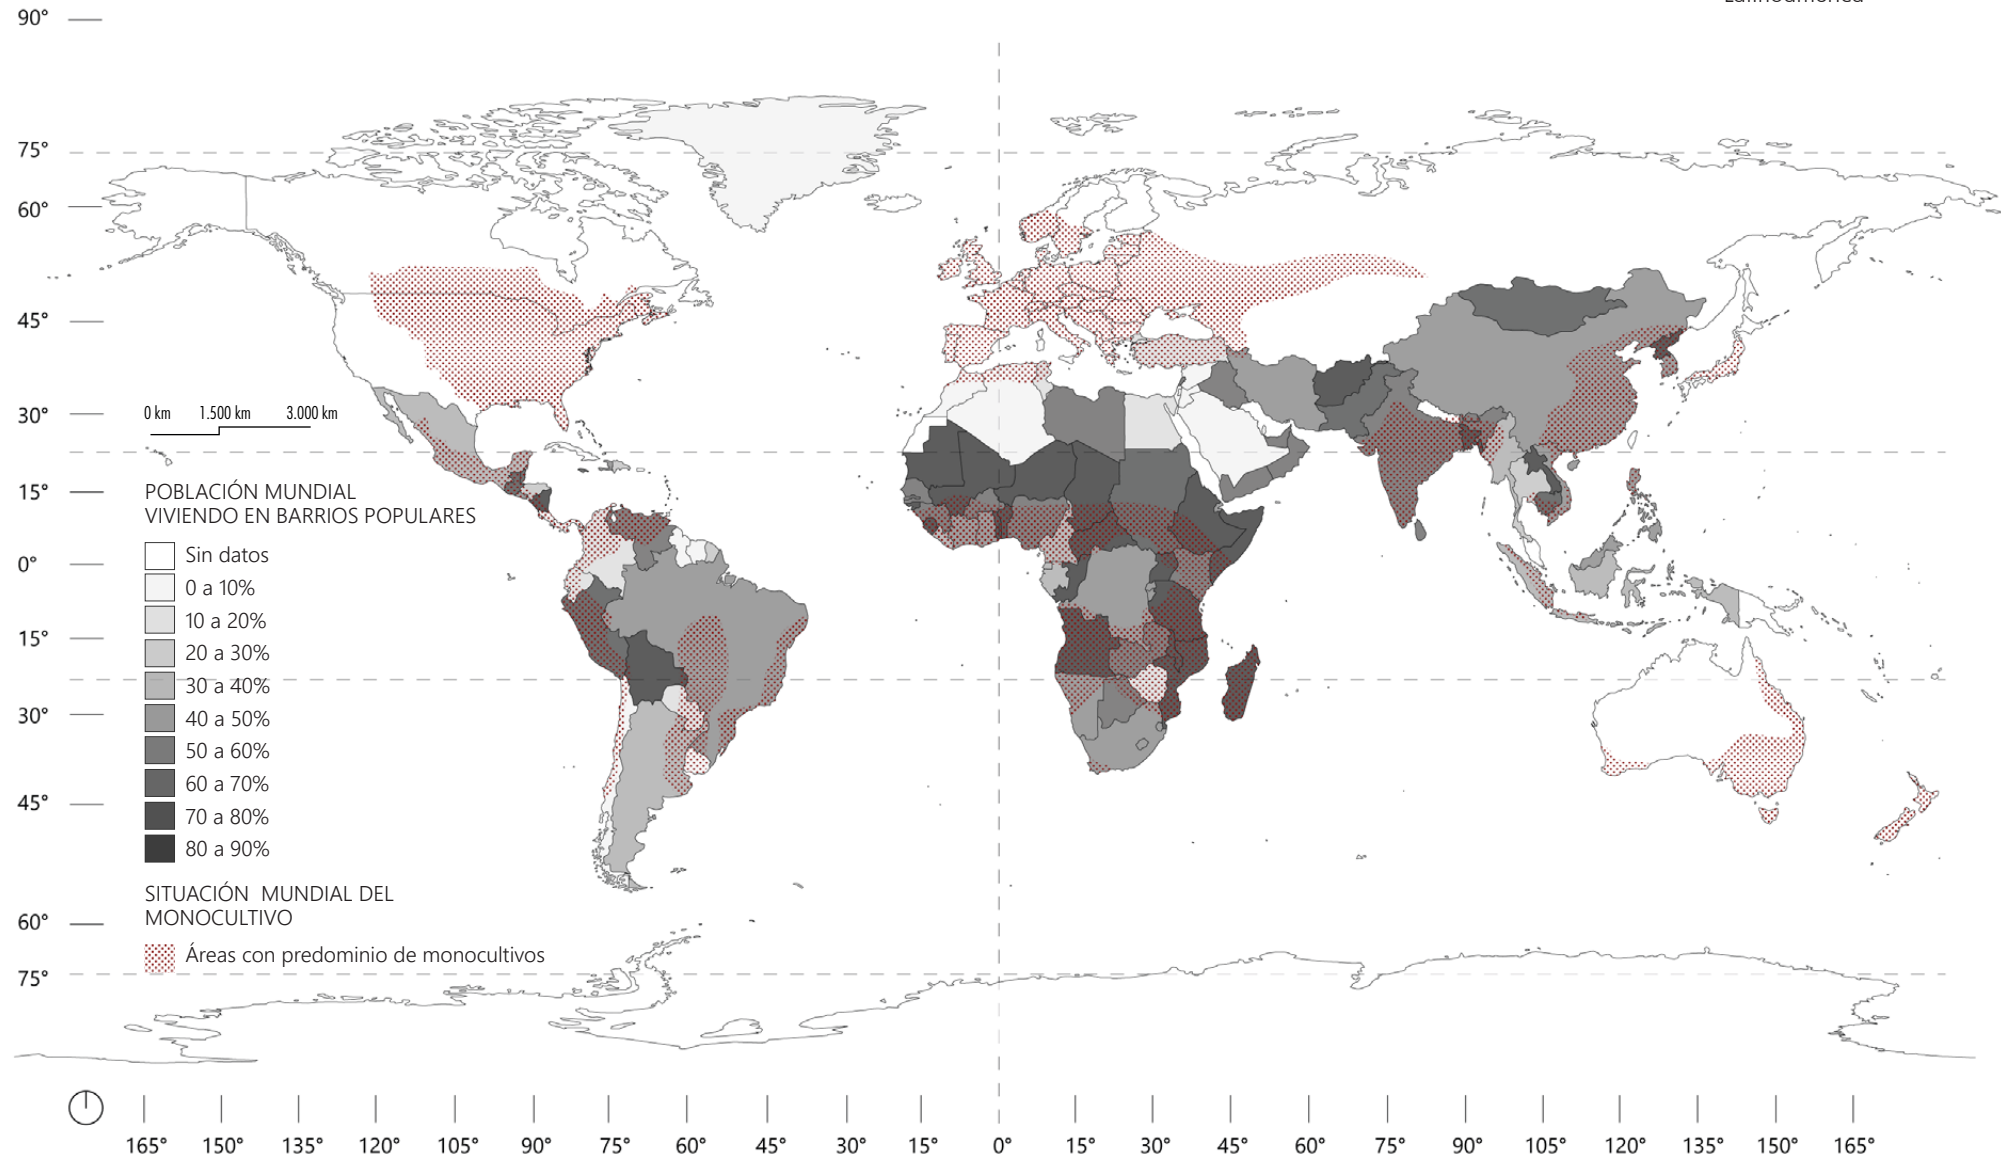 90°
75°
60°
45°
30°
15°
0°
15°
30°
45°
60°
75°
0 km 1.500 km 3.000 km
POBLACIÓN MUNDIAL
VIVIENDO EN BARRIOS POPULARES
Sin datos
0 a 10%
10 a 20%
20 a 30%
30 a 40%
40 a 50%
50 a 60%
60 a 70%
70 a 80%
80 a 90%
SITUACIÓN MUNDIAL DEL
MONOCULTIVO
Áreas con predominio de monocultivos
165° 150° 135° 120° 105° 90° 75° 60° 45° 30° 15° 0° 15° 30° 45° 60° 75° 90° 105° 120° 135° 150° 165°